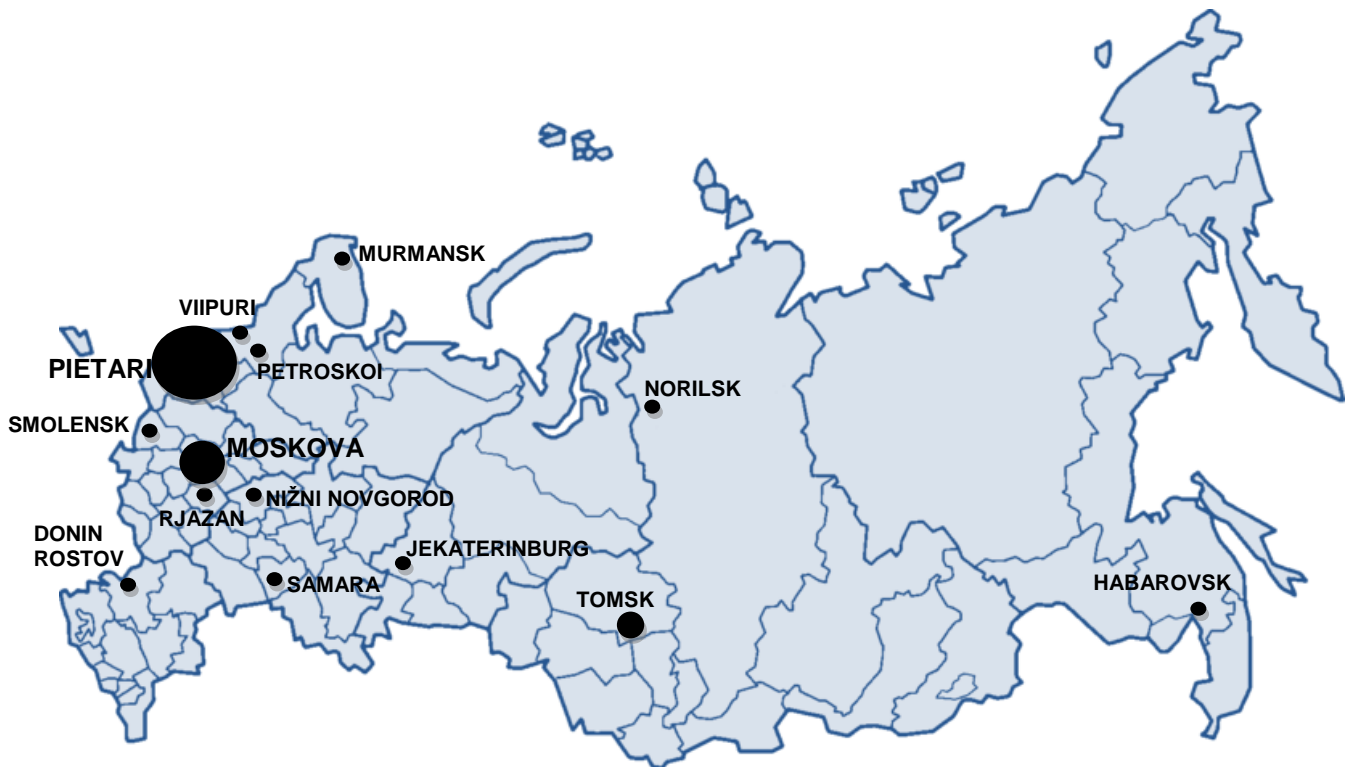 MURMANSK
VIIPURI
PIETARI
PETROSKOI
NORILSK
SMOLENSK
MOSKOVA
NIŽNI NOVGOROD
RJAZAN
DONIN
ROSTOV
JEKATERINBURG
SAMARA
TOMSK
HABAROVSK